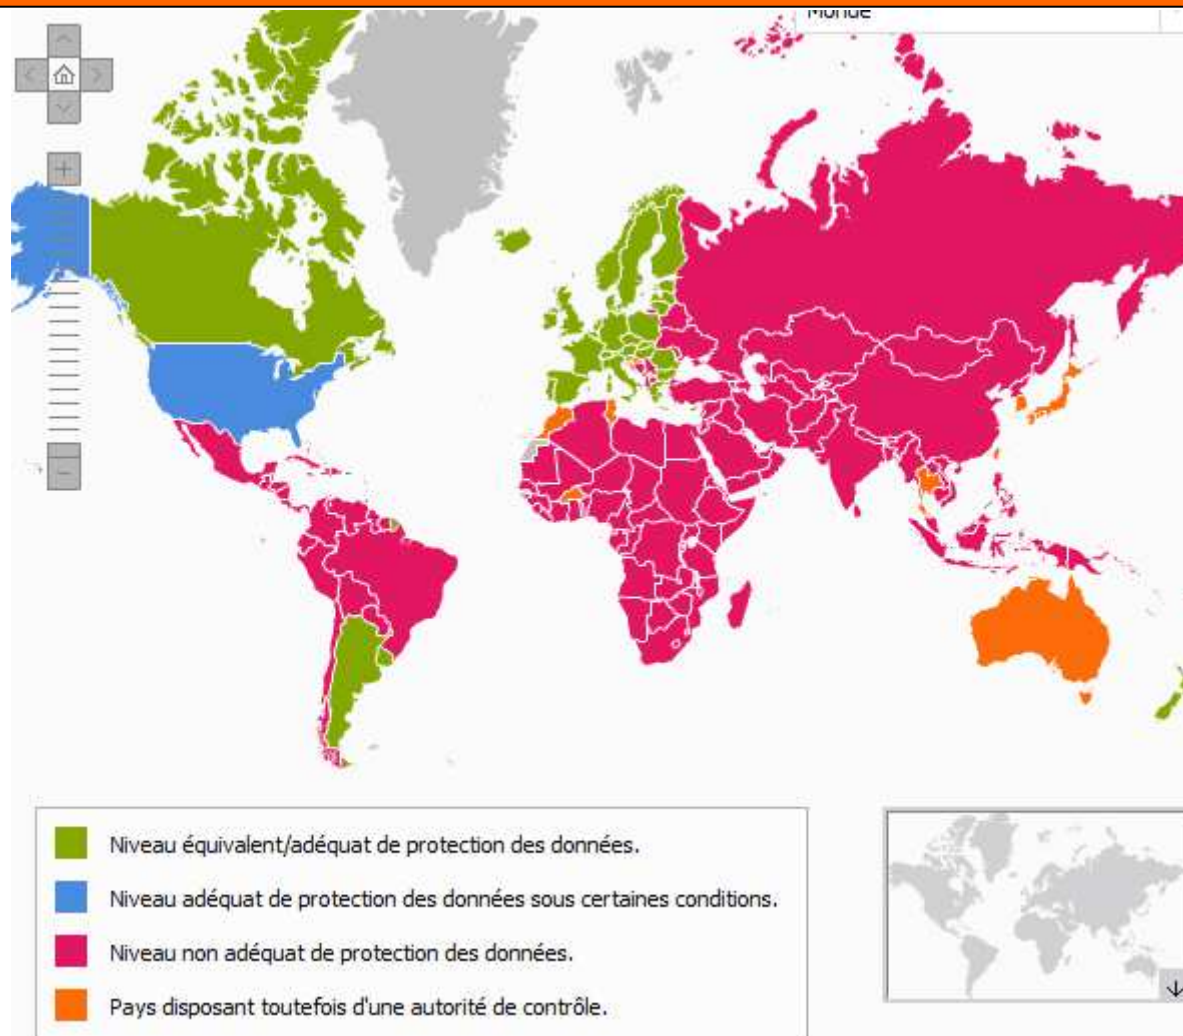 Monde
Niveau équivalent/adéquat de protection des données.
Niveau adéquat de protection des données sous certaines conditions.
Niveau non adéquat de protection des données.
Pays disposant toutefois d'une autorité de contrôle.